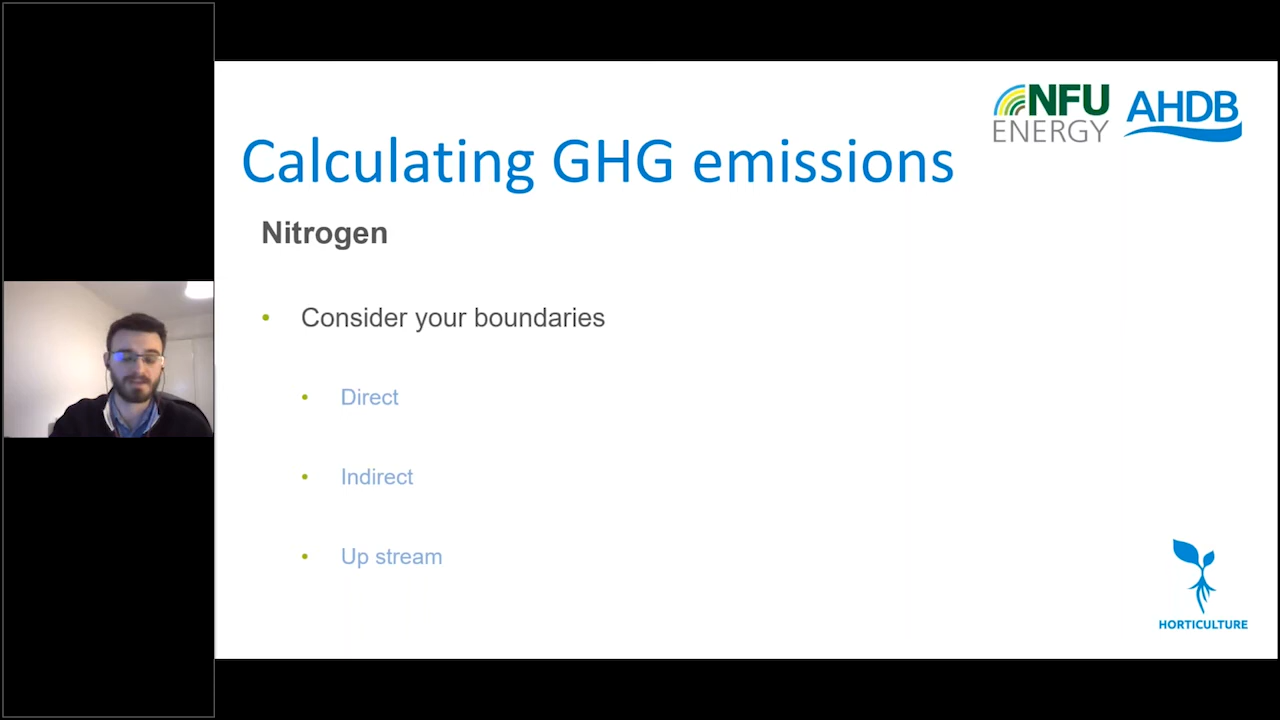 NFU
ENERGY
AHDB
Calculating GHG emissions
Nitrogen
• Consider your boundaries
• Direct
• Indirect
• Up stream
HORTICULTURE